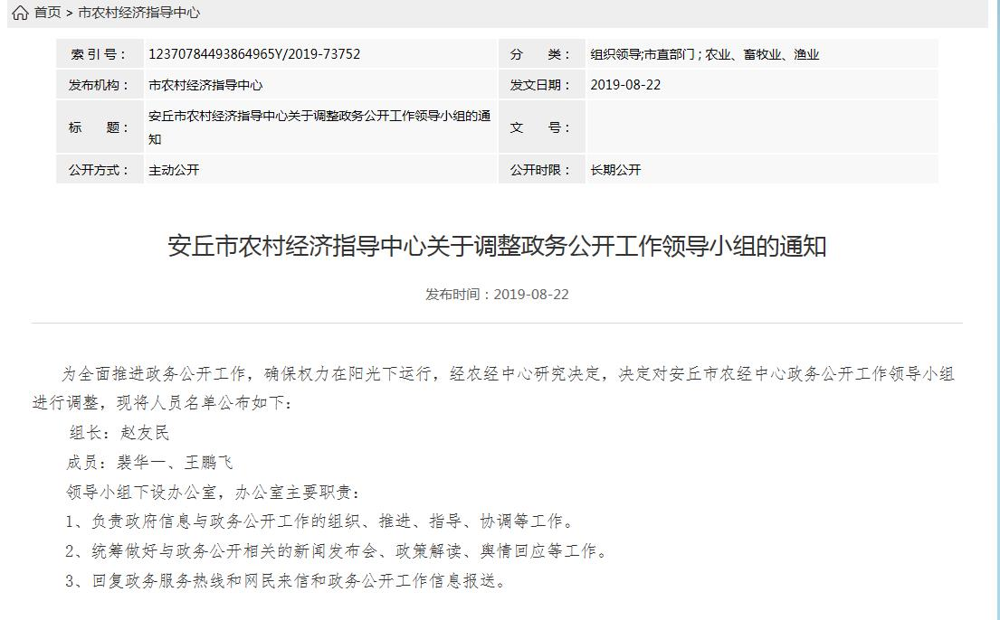 首页 > 市农村经济指导中心
索 引 号： 12370784493864965Y/2019-73752 分 类： 组织领导;市直部门 ; 农业、畜牧业、渔业
发布机构： 市农村经济指导中心 发文日期： 2019-08-22
标 题： 安丘市农村经济指导中心关于调整政务公开工作领导小组的通
知
文 号：
公开方式： 主动公开 公开时限： 长期公开
安丘市农村经济指导中心关于调整政务公开工作领导小组的通知
发布时间：2019-08-22
为全面推进政务公开工作，确保权力在阳光下运行，经农经中心研究决定，决定对安丘市农经中心政务公开工作领导小组
进行调整，现将人员名单公布如下：
组长：赵友民
成员：裴华一、王鹏飞
领导小组下设办公室，办公室主要职责：
1、负责政府信息与政务公开工作的组织、推进、指导、协调等工作。
2、统筹做好与政务公开相关的新闻发布会、政策解读、舆情回应等工作。
3、回复政务服务热线和网民来信和政务公开工作信息报送。